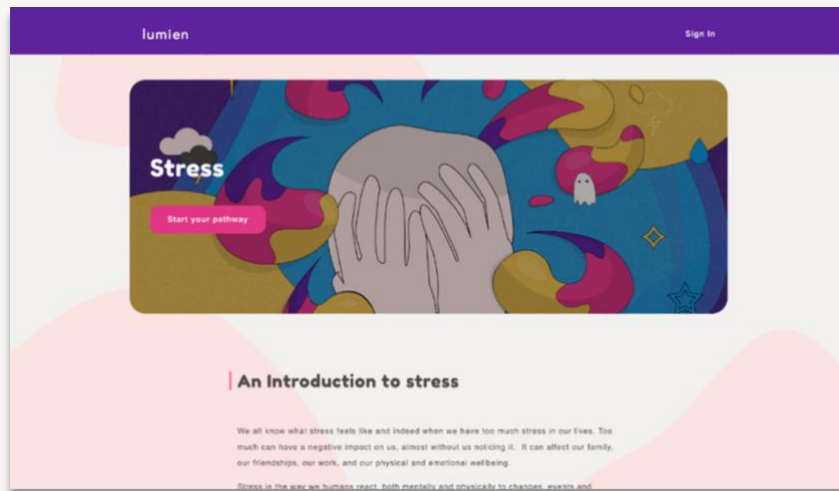 lumien
Sign In
Stress
Start your pathway
An Introduction to stress
We all know what stress feels like and indeed when we have too much stress in our lives. Too
much can have a negative impact on us, almost without us noticing it. It can affect our family,
our friendships, our work, and our physical and emotional wellbeing.
Stress is the way we humans react, both mentally and physically to changes, events and